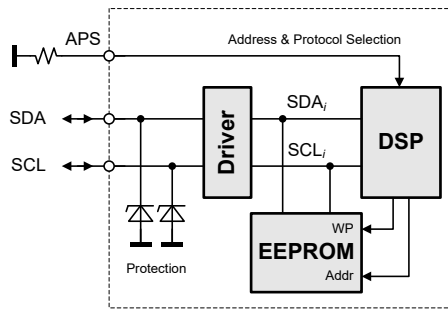 APS
Address & Protocol Selection
SDA
SDAi
Driver
DSP
SCL
SCLi
WP
EEPROM
Addr
Protection